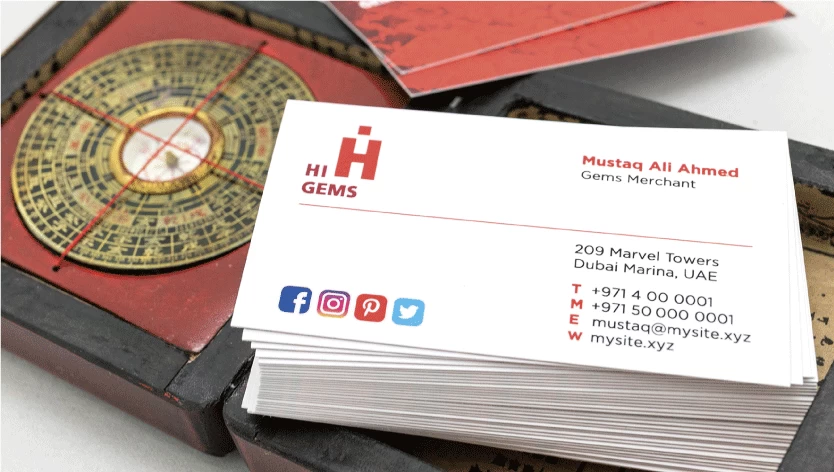 HI
GEMS
Mustaq Ali Ahmed
Gems Merchant
209 Marvel Towers
Dubai Marina, UAE
T +971 4 00 0001
M +971 50 000 0001
E mustaq@mysite.xyz
W mysite.xyz